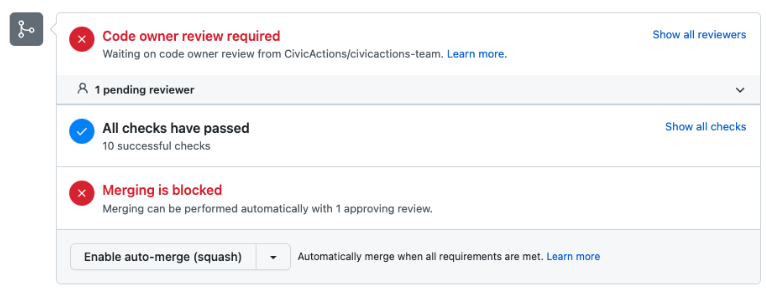 Code owner review required
Show all reviewers
Waiting on code owner review from CivicActions/civicactions-team. Learn more.
1 pending reviewer
All checks have passed
Show all checks
10 successful checks
Merging is blocked
Merging can be performed automatically with 1 approving review.
Enable auto-merge (squash)
Automatically merge when all requirements are met. Learn more